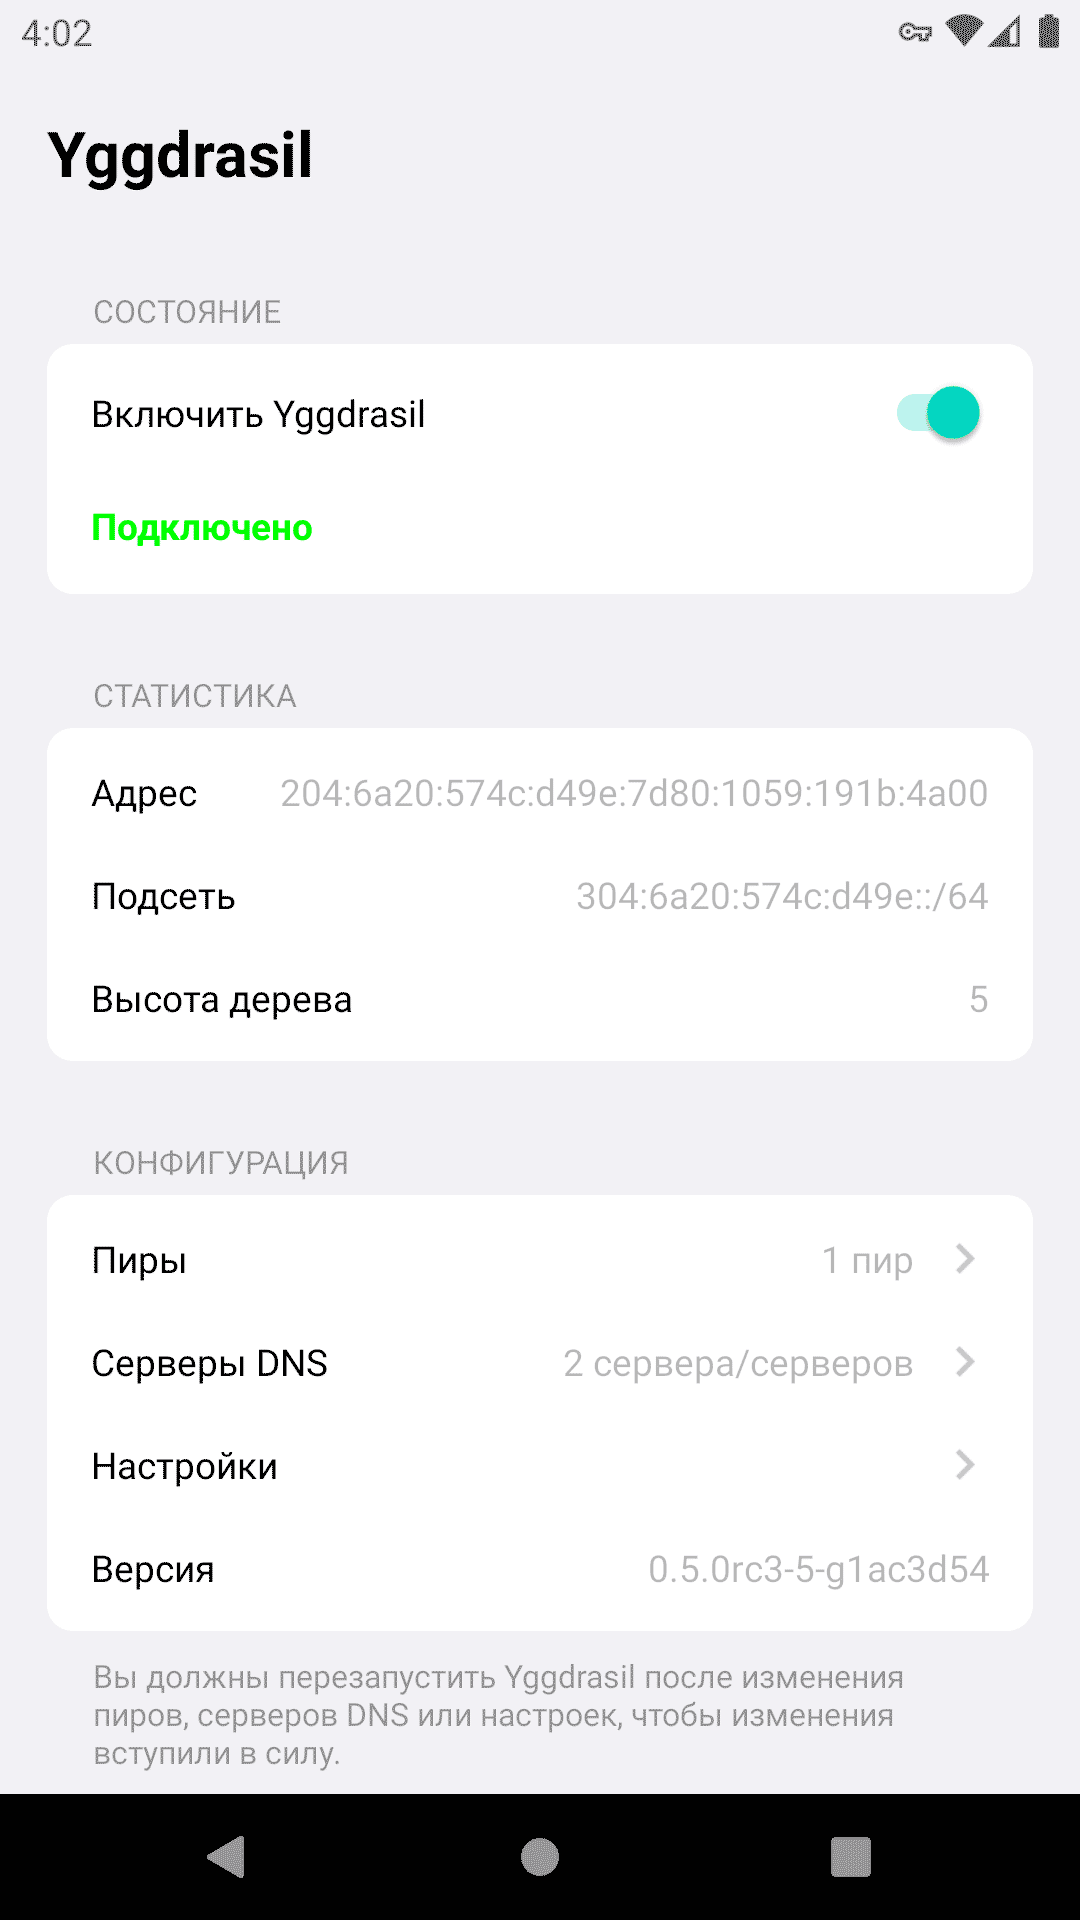 4:02
Yggdrasil
СОСТОЯНИЕ
Включить Yggdrasil
Подключено
СТАТИСТИКА
Адрес 204:6a20:574c:d49e:7d80:1059:191b:4a00
Подсеть 304:6a20:574c:d49e::/64
Высота дерева 5
КОНФИГУРАЦИЯ
Пиры 1 пир
Серверы DNS 2 сервера/серверов
Настройки
Версия 0.5.0rc3-5-g1ac3d54
Вы должны перезапустить Yggdrasil после изменения
пиров, серверов DNS или настроек, чтобы изменения
вступили в силу.